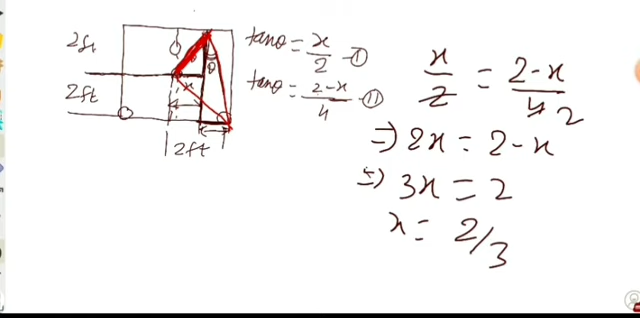 2ft
2ft
θ
x
2ft
tanθ = x/2 - ①
tanθ = 2-x/4 - ⑪
x/2 = 2-x/4 2
⇒ 2x = 2-x
⇒ 3x = 2
x = 2/3